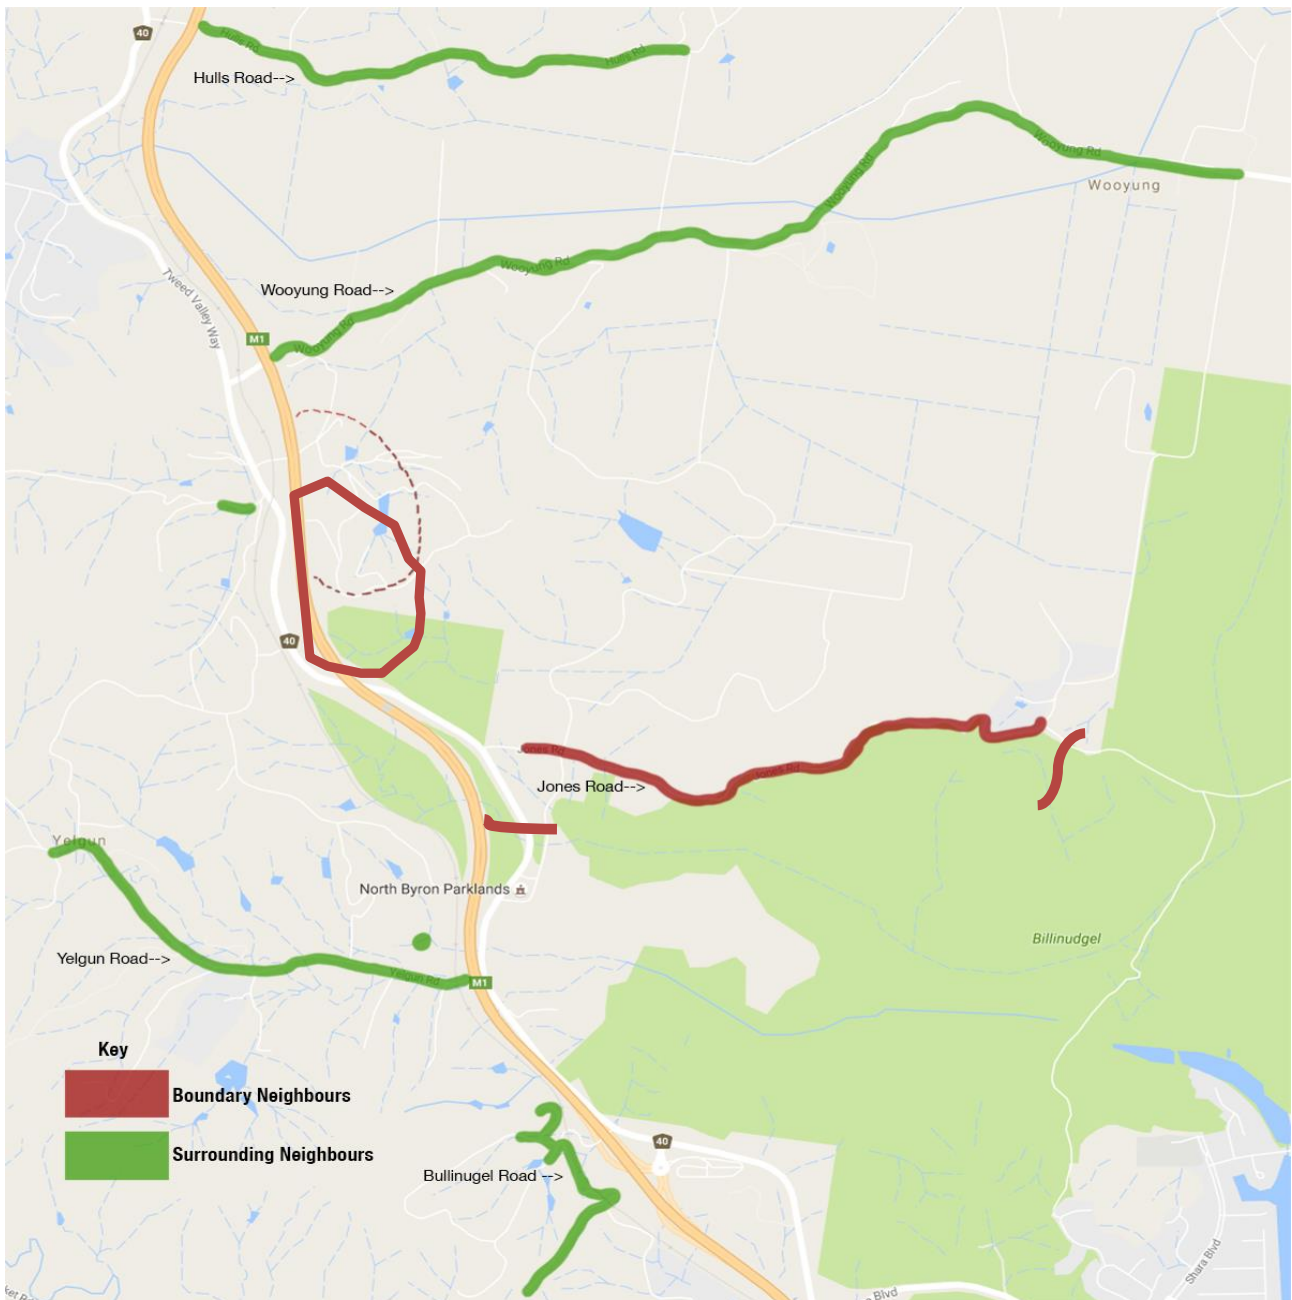 40
Hulls Rd
Hulls Rd
Hulls Road-->
Wooyung Rd
Wooyung
Wooyung Rd
Wooyung Rd
Tweed Valley Way
Wooyung Road-->
M1
Wooyung Rd
40
Jones Rd
Jones Rd
Jones Road-->
Yelgun
North Byron Parklands
Billinudgel
Yelgun Road-->
Yelgun Rd
M1
Key
Boundary Neighbours
Surrounding Neighbours
40
Bullinugel Road -->
Shara Blvd
Blvd